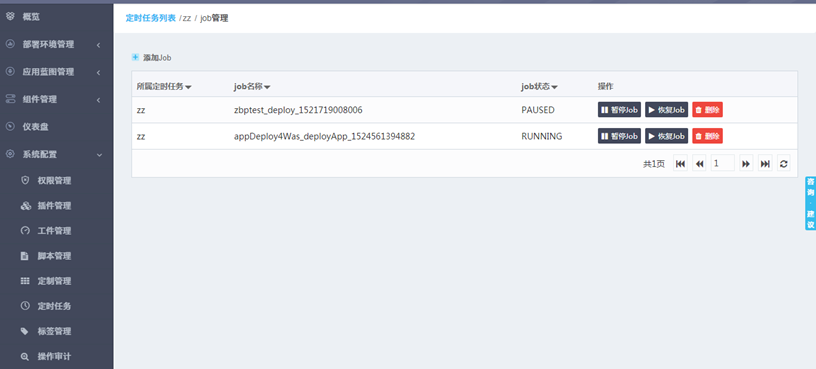 概览
部署环境管理
应用蓝图管理
组件管理
仪表盘
系统配置
权限管理
插件管理
工件管理
脚本管理
定制管理
定时任务
标签管理
操作审计
定时任务列表 / zz / job管理
添加Job
所属定时任务 job名称 job状态 操作
zz zbptest_deploy_1521719008006 PAUSED 暂停Job 恢复Job 删除
zz appDeploy4Was_deployApp_1524561394882 RUNNING 暂停Job 恢复Job 删除
共1页 1
咨询·建议